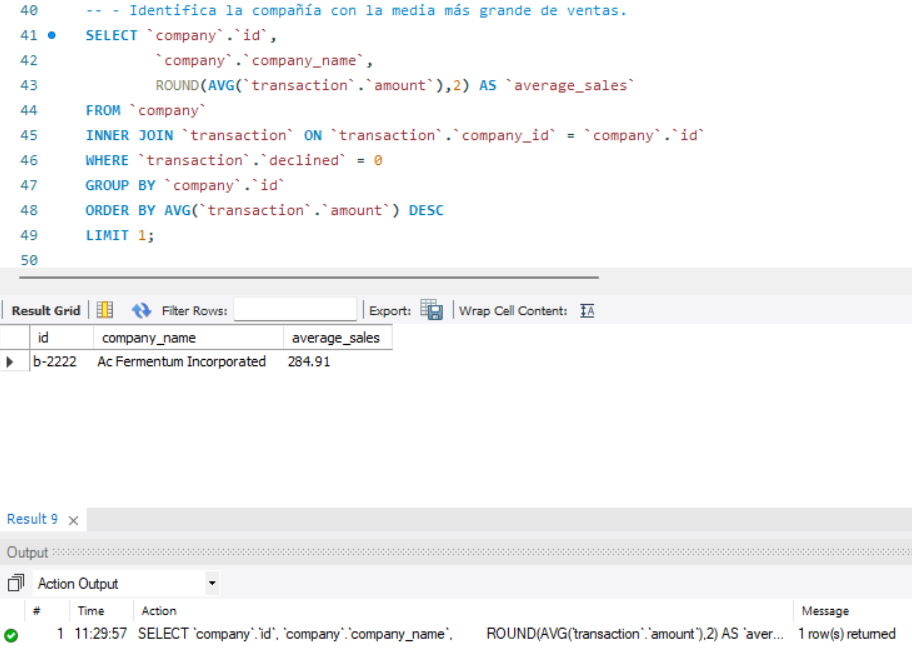 40 -- - Identifica la compañía con la media más grande de ventas.
41 SELECT `company`.`id`,
42 `company`.`company_name`,
43 ROUND(AVG(`transaction`.`amount`),2) AS `average_sales`
44 FROM `company`
45 INNER JOIN `transaction` ON `transaction`.`company_id` = `company`.`id`
46 WHERE `transaction`.`declined` = 0
47 GROUP BY `company`.`id`
48 ORDER BY AVG(`transaction`.`amount`) DESC
49 LIMIT 1;
50
Result Grid Filter Rows: Export: Wrap Cell Content:
id company_name average_sales
b-2222 Ac Fermentum Incorporated 284.91
Result 9
Output
Action Output
# Time Action Message
1 11:29:57 SELECT `company`.`id`, `company`.`company_name`, ROUND(AVG(`transaction`.`amount`),2) AS `aver... 1 row(s) returned